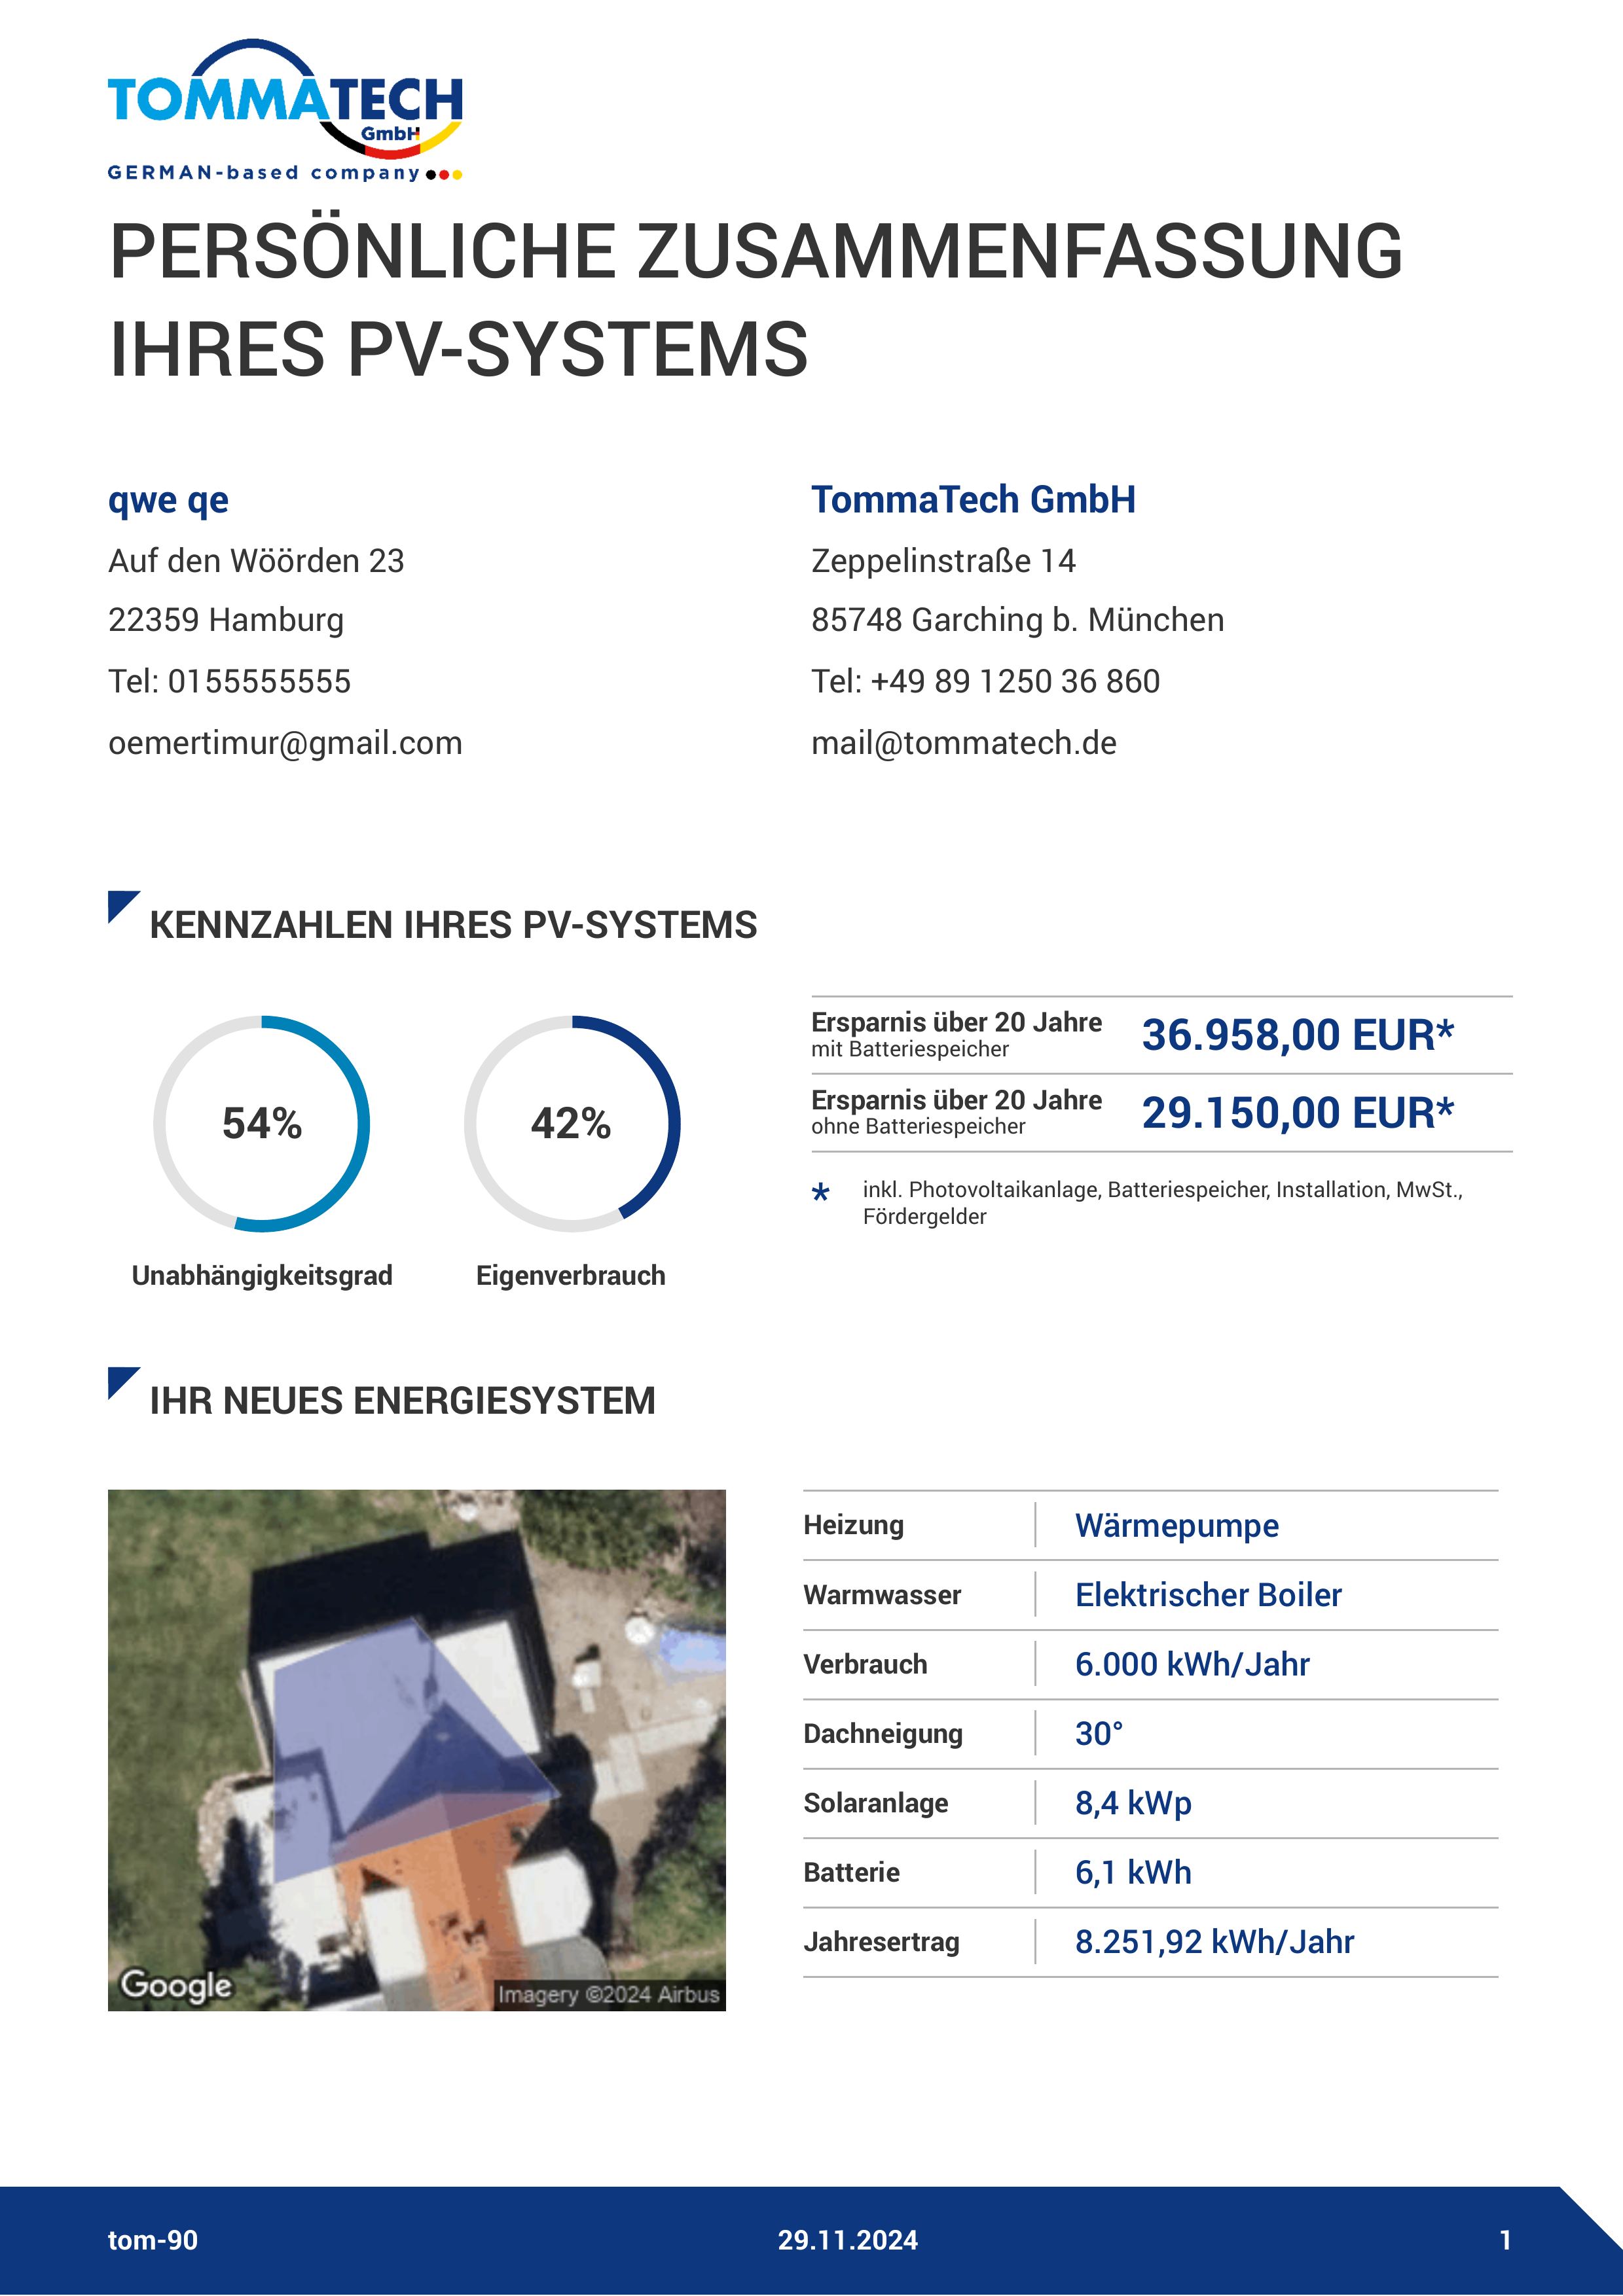 TOMMATECH
GmbH
GERMAN-based company
PERSÖNLICHE ZUSAMMENFASSUNG
IHRES PV-SYSTEMS
qwe qe
Auf den Wöörden 23
22359 Hamburg
Tel: 0155555555
oemertimur@gmail.com
TommaTech GmbH
Zeppelinstraße 14
85748 Garching b. München
Tel: +49 89 1250 36 860
mail@tommatech.de
KENNZAHLEN IHRES PV-SYSTEMS
54%
Unabhängigkeitsgrad
42%
Eigenverbrauch
Ersparnis über 20 Jahre
mit Batteriespeicher
36.958,00 EUR*
Ersparnis über 20 Jahre
ohne Batteriespeicher
29.150,00 EUR*
* inkl. Photovoltaikanlage, Batteriespeicher, Installation, MwSt.,
Fördergelder
IHR NEUES ENERGIESYSTEM
Google
Imagery ©2024 Airbus
Heizung Wärmepumpe
Warmwasser Elektrischer Boiler
Verbrauch 6.000 kWh/Jahr
Dachneigung 30°
Solaranlage 8,4 kWp
Batterie 6,1 kWh
Jahresertrag 8.251,92 kWh/Jahr
tom-90 29.11.2024 1